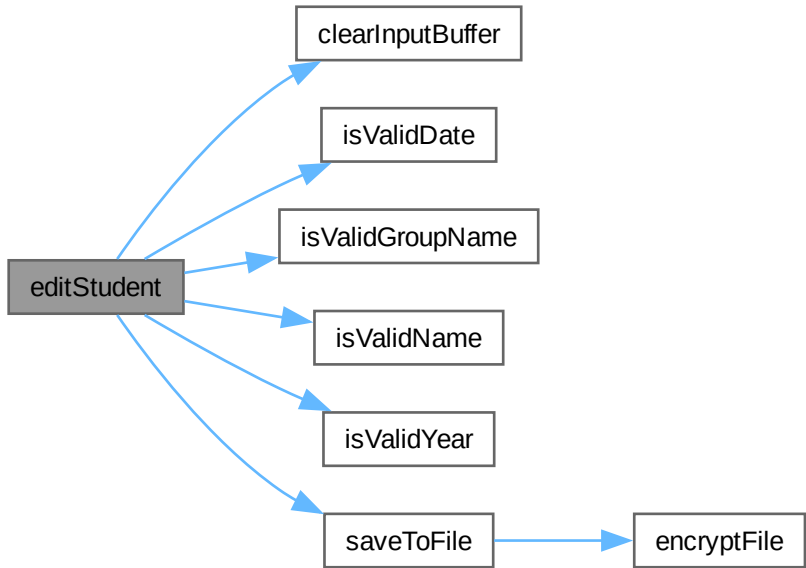 clearInputBuffer
isValidDate
isValidGroupName
editStudent
isValidName
isValidYear
saveToFile
encryptFile